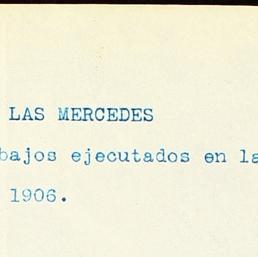 LAS MERCEDES
bajos ejecutados en la
1906.